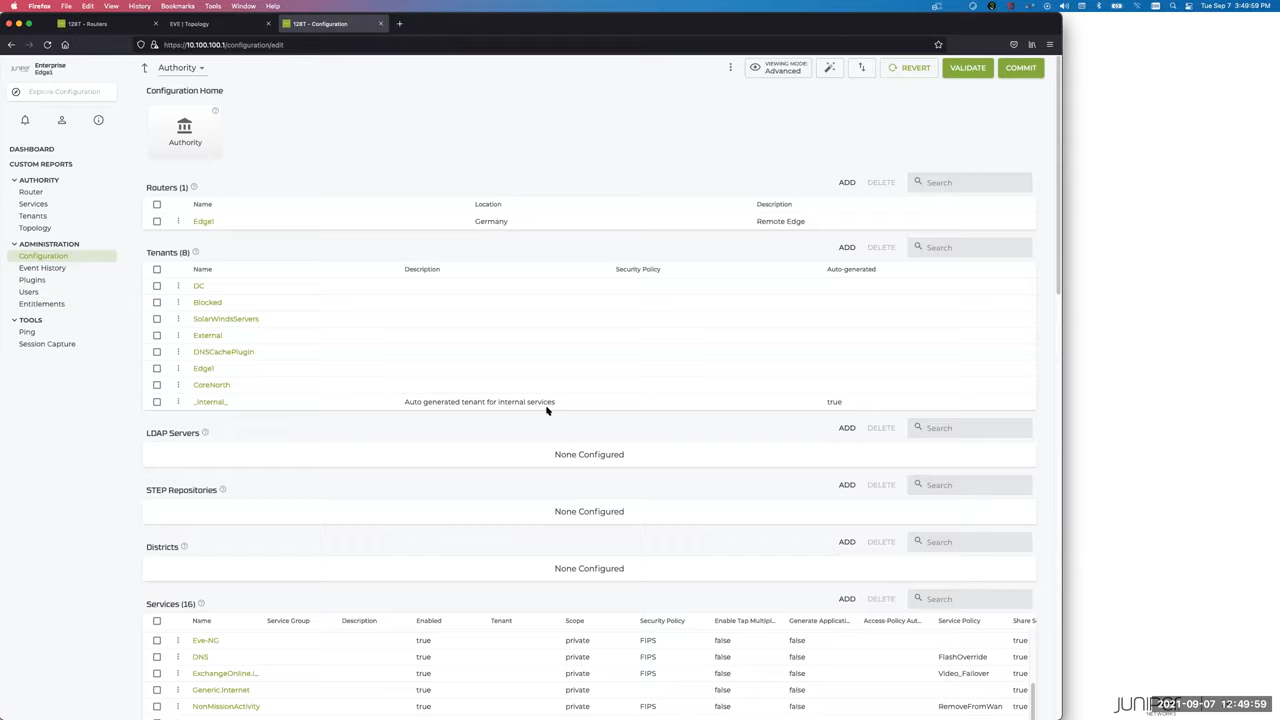 Firefox File Edit View History Bookmarks Tools Window Help Tue Sep 7 3:49:59 PM
128T - Routers × EVE | Topology × 128T - Configuration × +
https://10.100.100.1/configuration/edit
JUNIPER Enterprise Edge1
Authority
VIEWING MODE: Advanced REVERT VALIDATE COMMIT
Explore Configuration
Configuration Home
Authority
DASHBOARD
CUSTOM REPORTS
AUTHORITY
Router
Services
Tenants
Topology
ADMINISTRATION
Configuration
Event History
Plugins
Users
Entitlements
TOOLS
Ping
Session Capture
Routers (1) ADD DELETE Search
Name Location Description
Edge1 Germany Remote Edge
Tenants (8) ADD DELETE Search
Name Description Security Policy Auto-generated
DC
Blocked
SolarWindsServers
External
DNSCachePlugin
Edge1
CoreNorth
_internal_ Auto generated tenant for internal services true
LDAP Servers ADD DELETE Search
None Configured
STEP Repositories ADD DELETE Search
None Configured
Districts ADD DELETE Search
None Configured
Services (16) ADD DELETE Search
Name Service Group Description Enabled Tenant Scope Security Policy Enable Tap Multipl... Generate Applicati... Access-Policy Aut... Service Policy Share S
Eve-NG true private FIPS false false true
DNS true private FIPS false false FlashOverride true
ExchangeOnline.i... true private FIPS false false Video_Failover true
Generic.Internet true private FIPS false false true
NonMissionActivity true private FIPS false false RemoveFromWan true
JUNIPER NETWORKS
2021-09-07 12:49:59